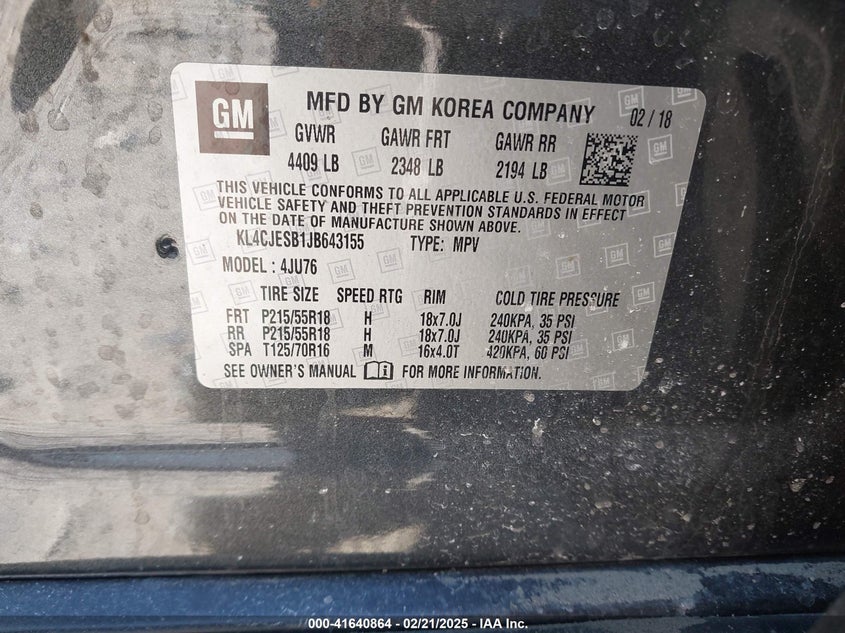 GM
MFD BY GM KOREA COMPANY 02 / 18
GVWR GAWR FRT GAWR RR
4409 LB 2348 LB 2194 LB
THIS VEHICLE CONFORMS TO ALL APPLICABLE U.S. FEDERAL MOTOR
VEHICLE SAFETY AND THEFT PREVENTION STANDARDS IN EFFECT
ON THE DATE OF MANUFACTURE SHOWN ABOVE.
KL4CJESB1JB643155 TYPE: MPV
MODEL : 4JU76
TIRE SIZE SPEED RTG RIM COLD TIRE PRESSURE
FRT P215/55R18 H 18x7.0J 240KPA, 35 PSI
RR P215/55R18 H 18x7.0J 240KPA, 35 PSI
SPA T125/70R16 M 16x4.0T 420KPA, 60 PSI
SEE OWNER'S MANUAL FOR MORE INFORMATION.
000-41640864 / 02/21/2025 - IAA Inc.